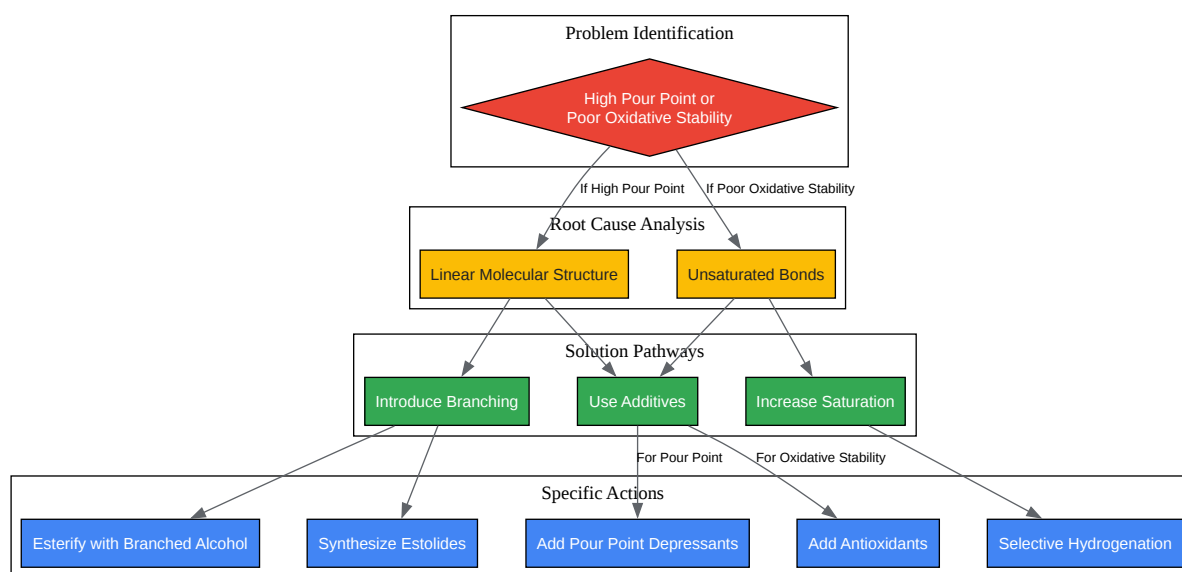 Problem Identification
High Pour Point or
Poor Oxidative Stability
If High Pour Point
If Poor Oxidative Stability
Root Cause Analysis
Linear Molecular Structure
Unsaturated Bonds
Solution Pathways
Introduce Branching
Use Additives
Increase Saturation
For Pour Point
For Oxidative Stability
Specific Actions
Esterify with Branched Alcohol
Synthesize Estolides
Add Pour Point Depressants
Add Antioxidants
Selective Hydrogenation